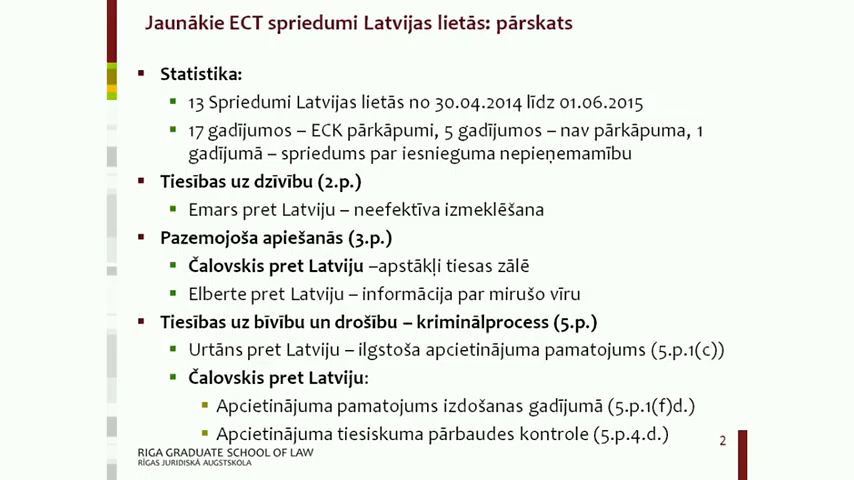 Jaunākie ECT spriedumi Latvijas lietās: pārskats
Statistika:
13 Spriedumi Latvijas lietās no 30.04.2014 līdz 01.06.2015
17 gadījumos – ECK pārkāpumi, 5 gadījumos – nav pārkāpuma, 1
gadījumā – spriedums par iesnieguma nepieņemamību
Tiesības uz dzīvību (2.p.)
Emars pret Latviju – neefektīva izmeklēšana
Pazemojoša apiešanās (3.p.)
Čalovskis pret Latviju –apstākļi tiesas zālē
Elberte pret Latviju – informācija par mirušo vīru
Tiesības uz bīvību un drošību – kriminālprocess (5.p.)
Urtāns pret Latviju – ilgstoša apcietinājuma pamatojums (5.p.1(c))
Čalovskis pret Latviju:
Apcietinājuma pamatojums izdošanas gadījumā (5.p.1(f)d.)
Apcietinājuma tiesiskuma pārbaudes kontrole (5.p.4.d.)
2
RIGA GRADUATE SCHOOL OF LAW
RĪGAS JURIDISKĀ AUGSTSKOLA